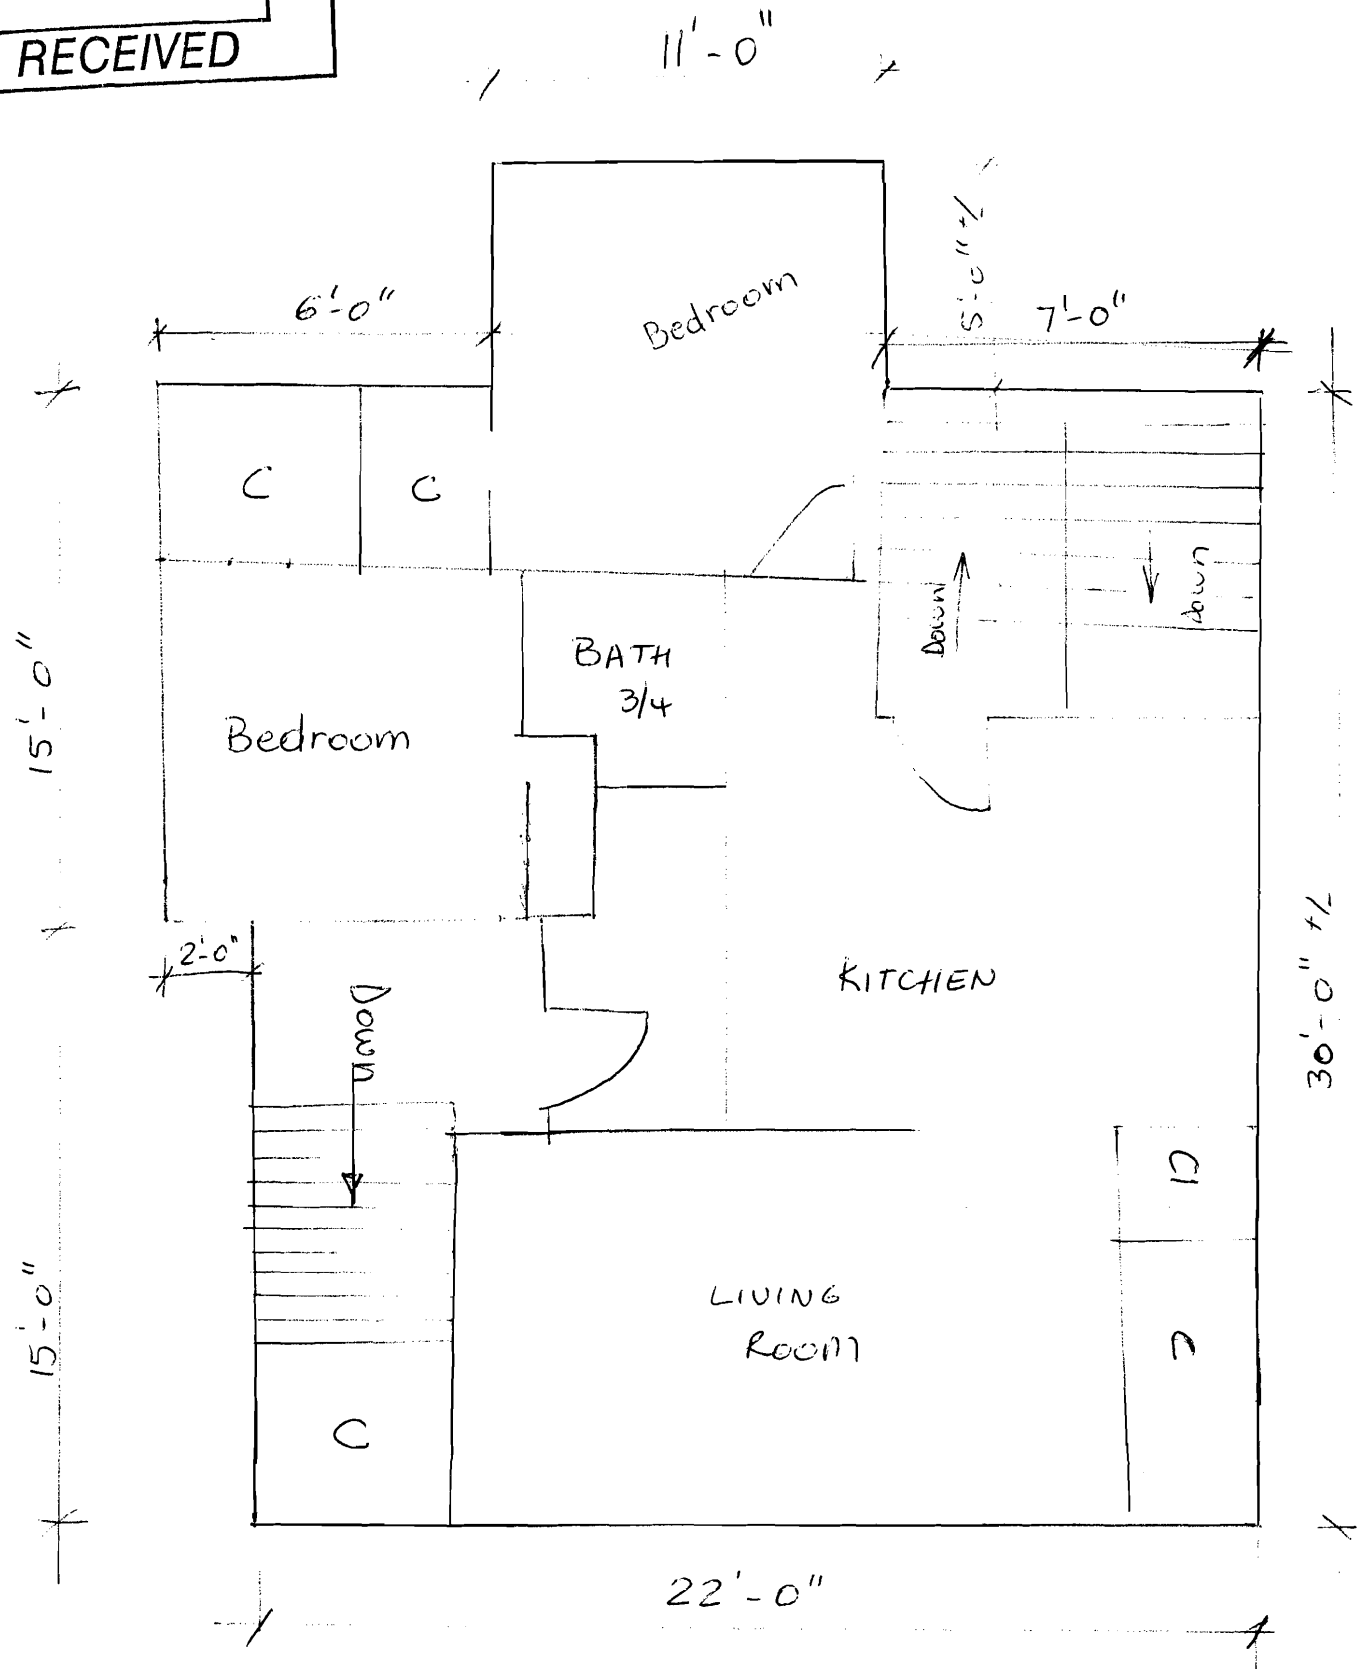 RECEIVED
11'-0"
5'-0" +/-
6'-0"
7'-0"
Bedroom
C
C
Down
Down
BATH
3/4
15'-0"
Bedroom
2'-0"
KITCHEN
30'-0" +/-
Down
C
15'-0"
LIVING
ROOM
C
C
22'-0"